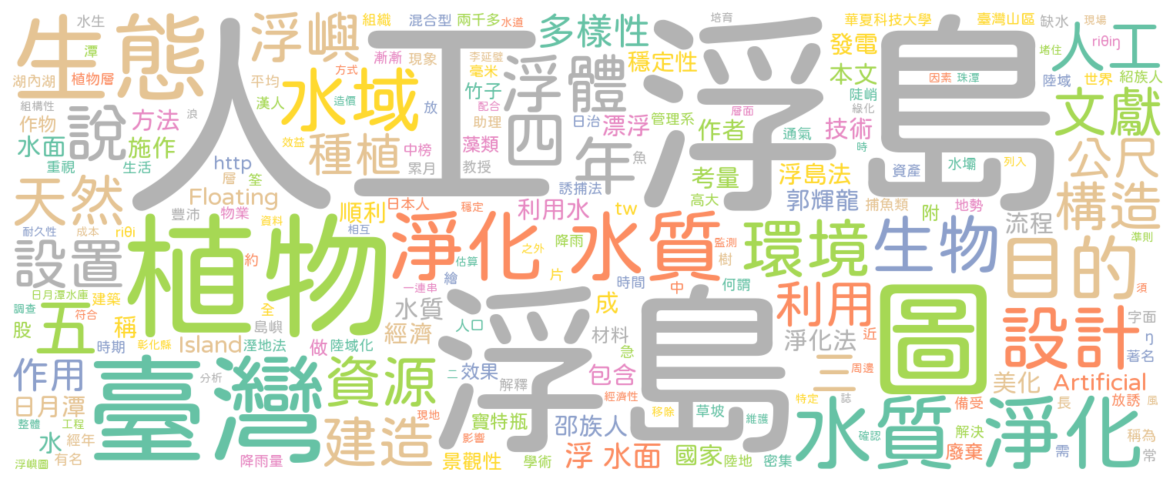 生態
浮嶼
組織
混合型
兩千多
水道
多樣性
培育
華夏科技大學
臺灣山區
缺水
現場
水生
潭
漸漸
現象
李延璧
毫米
穩定性
發電
堵住
riθiŋ
人工
湖內湖
植物層
平均
方式
水域
竹子
浮體
本文
因素
珠潭
陸域
世界
紹族人
人工浮島
組構性
漢人
造價
放
配合
層面
陡峭
綠化
文獻
浪
作物
方法
助理
日治
漂浮
管理系
作者
通氣
技術
時
水面
說
施作
效益
種植
中榜
藻類
四
年
魚
公尺
重視
生活
http
累月
教授
考量
浮島法
資產
水壩
列入
層
筌
Floating
誘捕法
高大
郭輝龍
捕魚類
附
地勢
構造
天然
豐沛
物業
順利
日本人
穩定
利用水
tw
流程
準則
耐久性
成本
riθi
資料
相互
淨化 水質
降雨
之外
監測
樹
環境
生物
目的
設置
植物
約
估算
繪
片
時間
中
何謂
須
日月潭水庫
建築
全
一連串
浮島
利用
圖
設計
調查
符合
五
稱
島嶼
水質
成
股
時期
彰化縣
Island
溼地法
做
陸域化
經濟
人口
材料
急
淨化法
近
字面
ŋ
著名
作用
臺灣
資源
分析
二
效果
解釋
包含
經濟性
周邊
三
美化
Artificial
放誘
日月潭
現地
寶特瓶
邵族人
移除
草坡
維護
誌
特定
備受
長
風
整體
工程
水
經年
建造
影響
水質淨化
確認
解決
需
稱為
浮嶼圖
有名
降雨量
景觀性
學術
浮 水面
國家
陸地
密集
廢棄
常